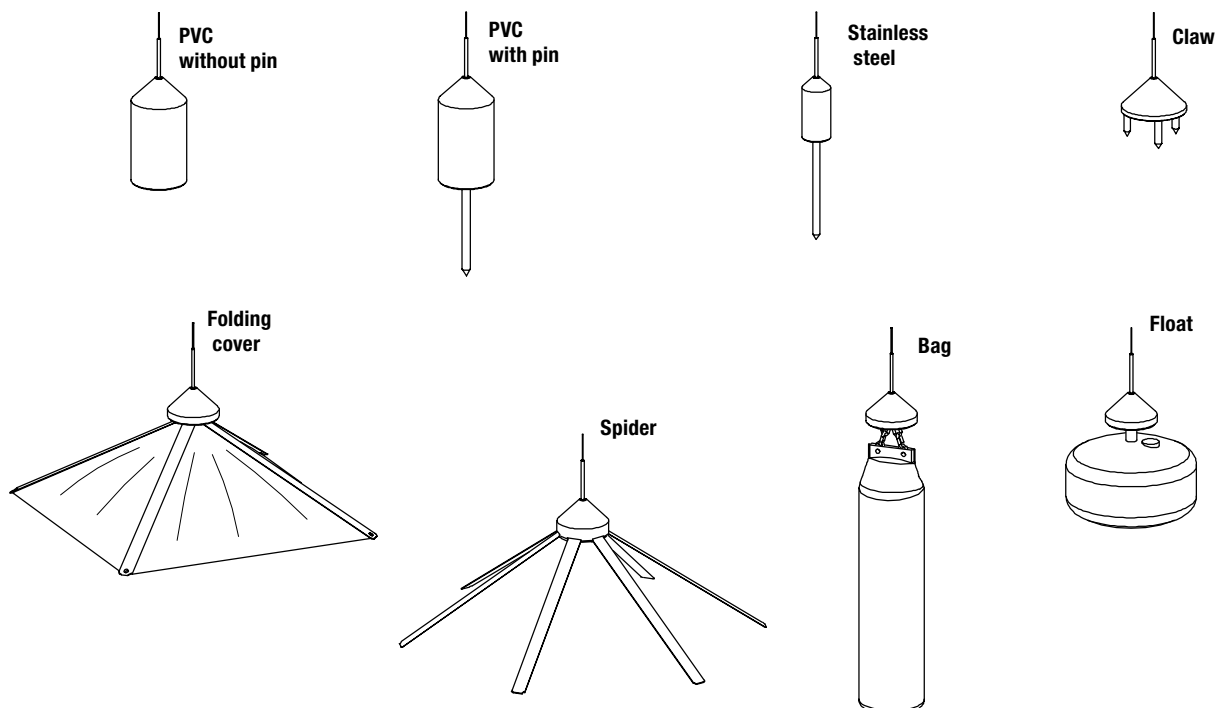 PVC
without pin
PVC
with pin
Stainless
steel
Claw
Folding
cover
Spider
Bag
Float